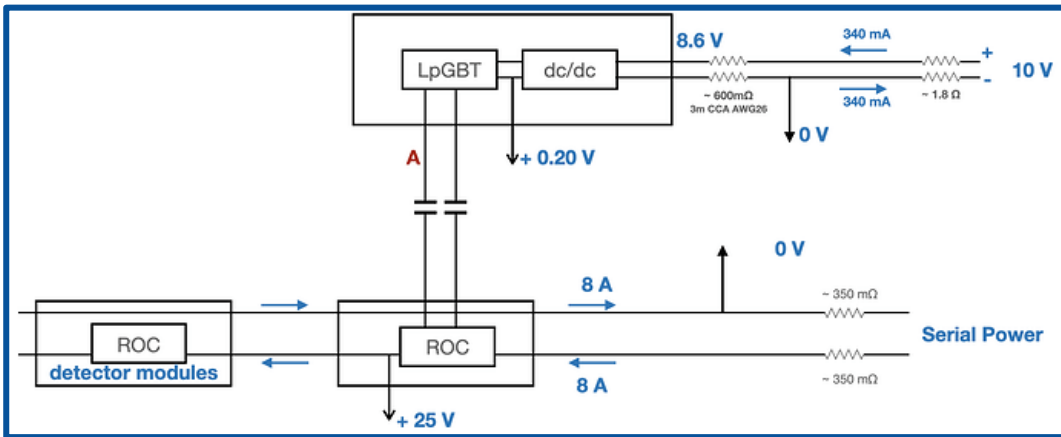 8.6 V
340 mA
+
LpGBT
dc/dc
10 V
-
~ 600mΩ
3m CCA AWG26
340 mA
~ 1.8 Ω
0 V
A
+ 0.20 V
0 V
8 A
~ 350 mΩ
ROC
ROC
Serial Power
detector modules
8 A
~ 350 mΩ
+ 25 V